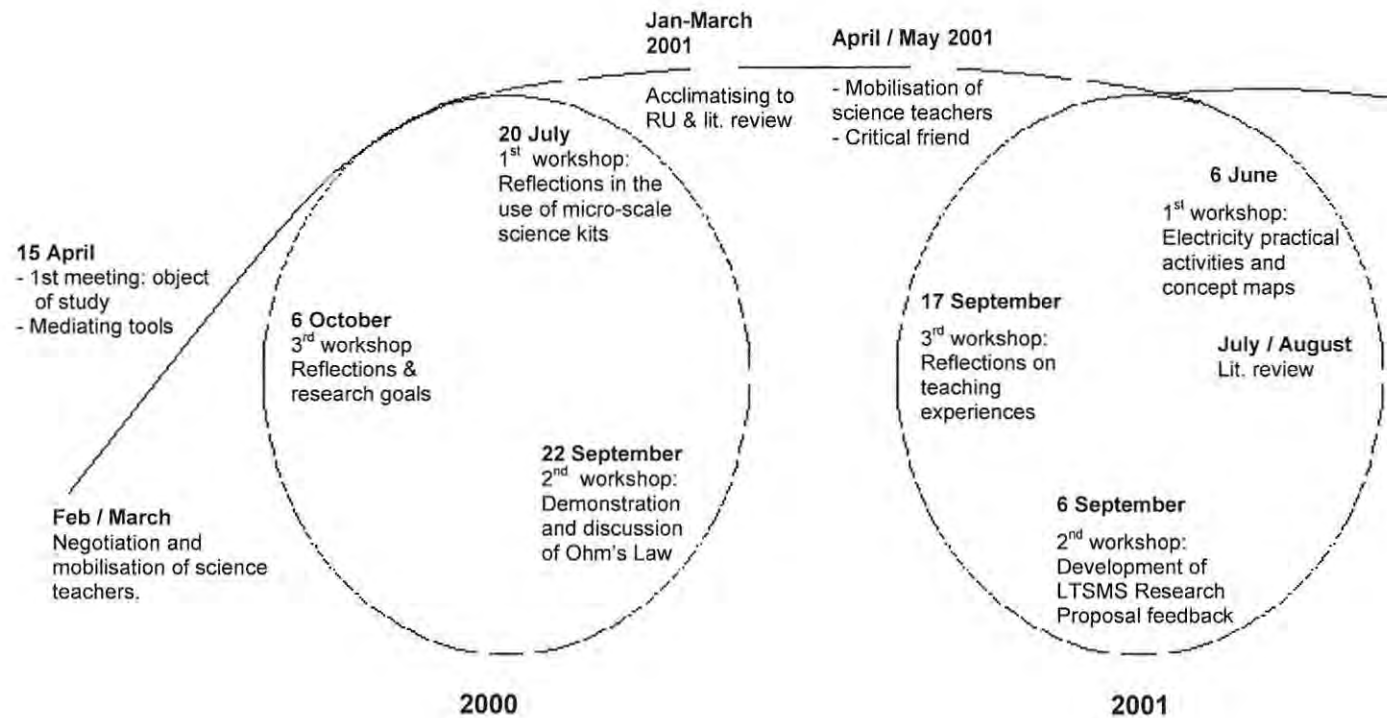 Jan-March
2001
April / May 2001
Acclimatising to
RU & lit. review
- Mobilisation of
science teachers
- Critical friend
20 July
1st workshop:
Reflections in the
use of micro-scale
science kits
6 June
1st workshop:
Electricity practical
activities and
concept maps
15 April
- 1st meeting: object
of study
- Mediating tools
6 October
3rd workshop
Reflections &
research goals
17 September
3rd workshop:
Reflections on
teaching
experiences
July / August
Lit. review
22 September
2nd workshop:
Demonstration
and discussion
of Ohm's Law
Feb / March
Negotiation and
mobilisation of science
teachers.
6 September
2nd workshop:
Development of
LTSMS Research
Proposal feedback
2000
2001